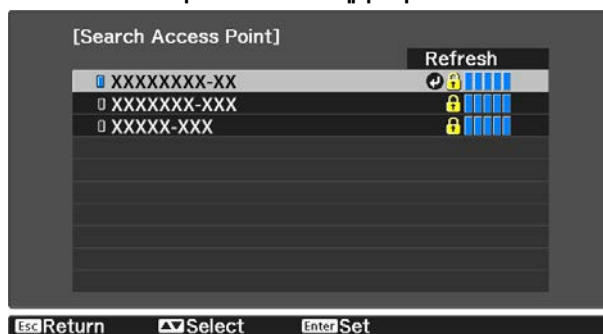 [Search Access Point]
Refresh
XXXXXXXX-XX
XXXXXXX-XXX
XXXXX-XXX
Esc Return Select Enter Set